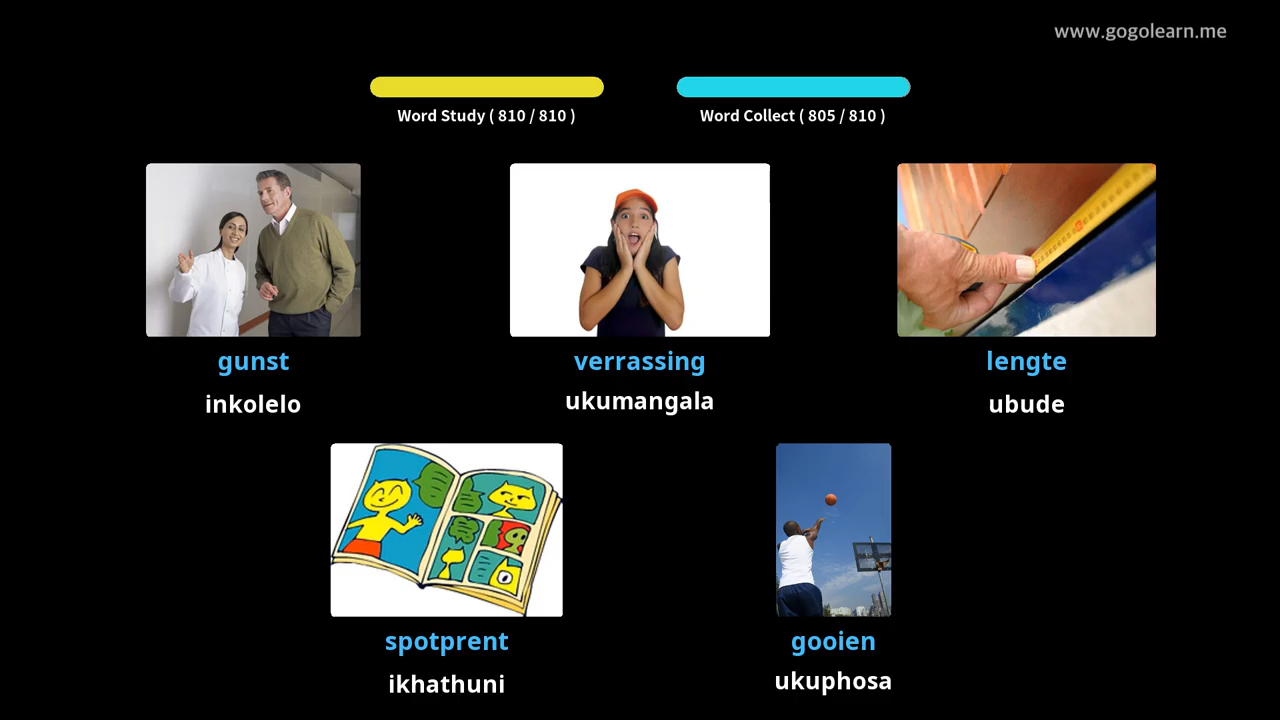 www.gogolearn.me
Word Study ( 810 / 810 )
Word Collect ( 805 / 810 )
gunst
verrassing
lengte
inkolelo
ukumangala
ubude
spotprent
gooien
ikhathuni
ukuphosa